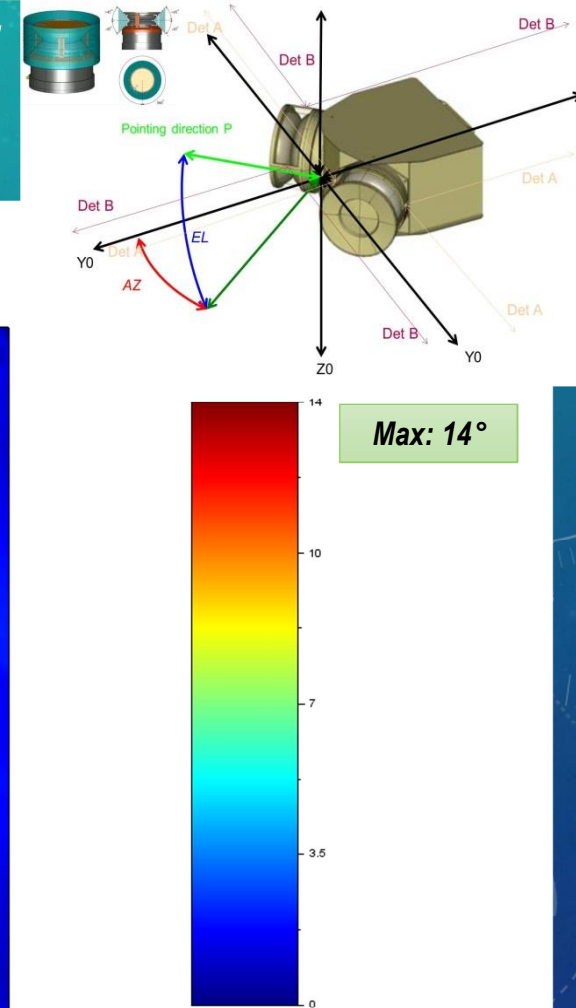 Det A
Det B
Det B
Pointing direction P
Det A
Det B
EL
Det A
Y0
AZ
Det A
Det B
Y0
Z0
14
Max: 14°
10
7
3.5
0